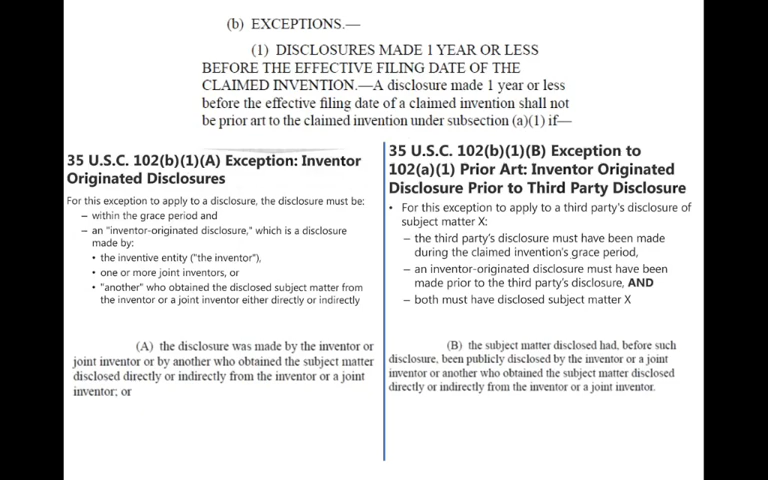 (b) EXCEPTIONS.—
(1) DISCLOSURES MADE 1 YEAR OR LESS
BEFORE THE EFFECTIVE FILING DATE OF THE
CLAIMED INVENTION.—A disclosure made 1 year or less
before the effective filing date of a claimed invention shall not
be prior art to the claimed invention under subsection (a)(1) if—
35 U.S.C. 102(b)(1)(A) Exception: Inventor
Originated Disclosures
For this exception to apply to a disclosure, the disclosure must be:
– within the grace period and
– an "inventor-originated disclosure," which is a disclosure
made by:
• the inventive entity ("the inventor"),
• one or more joint inventors, or
• "another" who obtained the disclosed subject matter from
the inventor or a joint inventor either directly or indirectly
(A) the disclosure was made by the inventor or
joint inventor or by another who obtained the subject matter
disclosed directly or indirectly from the inventor or a joint
inventor; or
35 U.S.C. 102(b)(1)(B) Exception to
102(a)(1) Prior Art: Inventor Originated
Disclosure Prior to Third Party Disclosure
• For this exception to apply to a third party's disclosure of
subject matter X:
– the third party's disclosure must have been made
during the claimed invention's grace period,
– an inventor-originated disclosure must have been
made prior to the third party's disclosure, AND
– both must have disclosed subject matter X
(B) the subject matter disclosed had, before such
disclosure, been publicly disclosed by the inventor or a joint
inventor or another who obtained the subject matter disclosed
directly or indirectly from the inventor or a joint inventor.